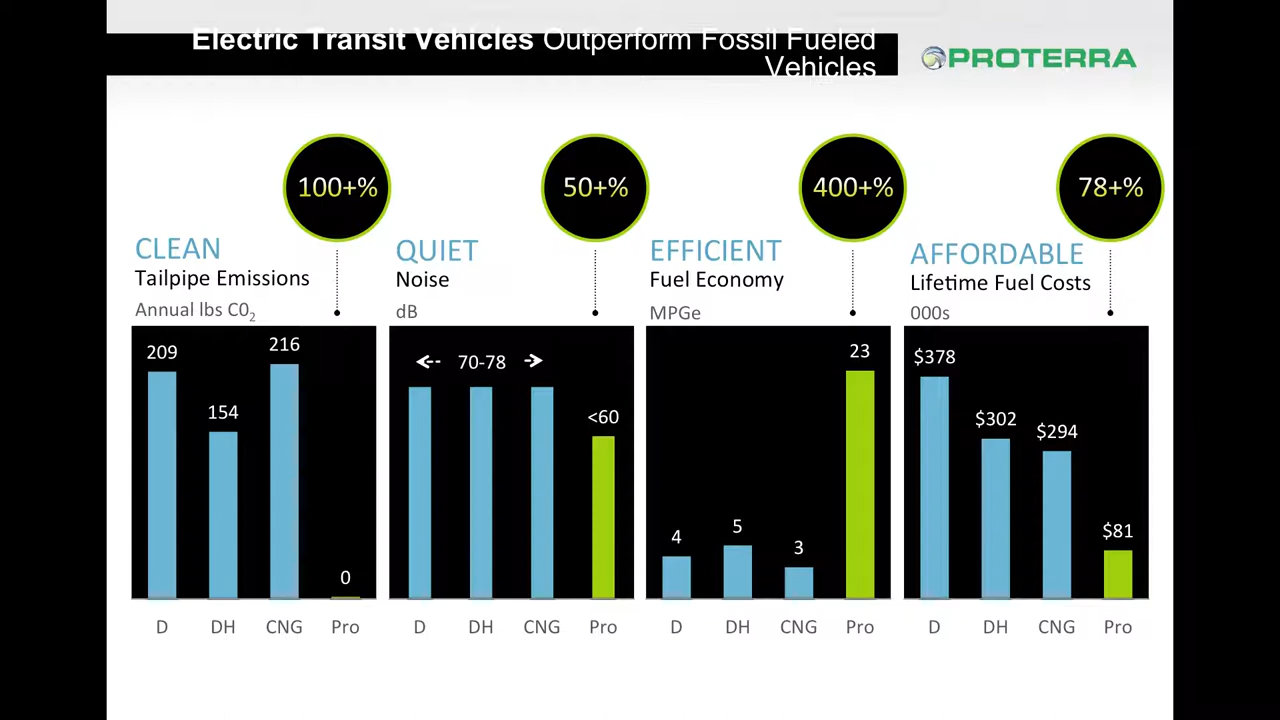 Electric Transit Vehicles Outperform Fossil Fueled
Vehicles
PROTERRA
100+%
50+%
400+%
78+%
CLEAN
Tailpipe Emissions
Annual lbs C0₂
209
154
216
0
D DH CNG Pro
QUIET
Noise
dB
70-78
<60
D DH CNG Pro
EFFICIENT
Fuel Economy
MPGe
4
5
3
23
D DH CNG Pro
AFFORDABLE
Lifetime Fuel Costs
000s
$378
$302
$294
$81
D DH CNG Pro